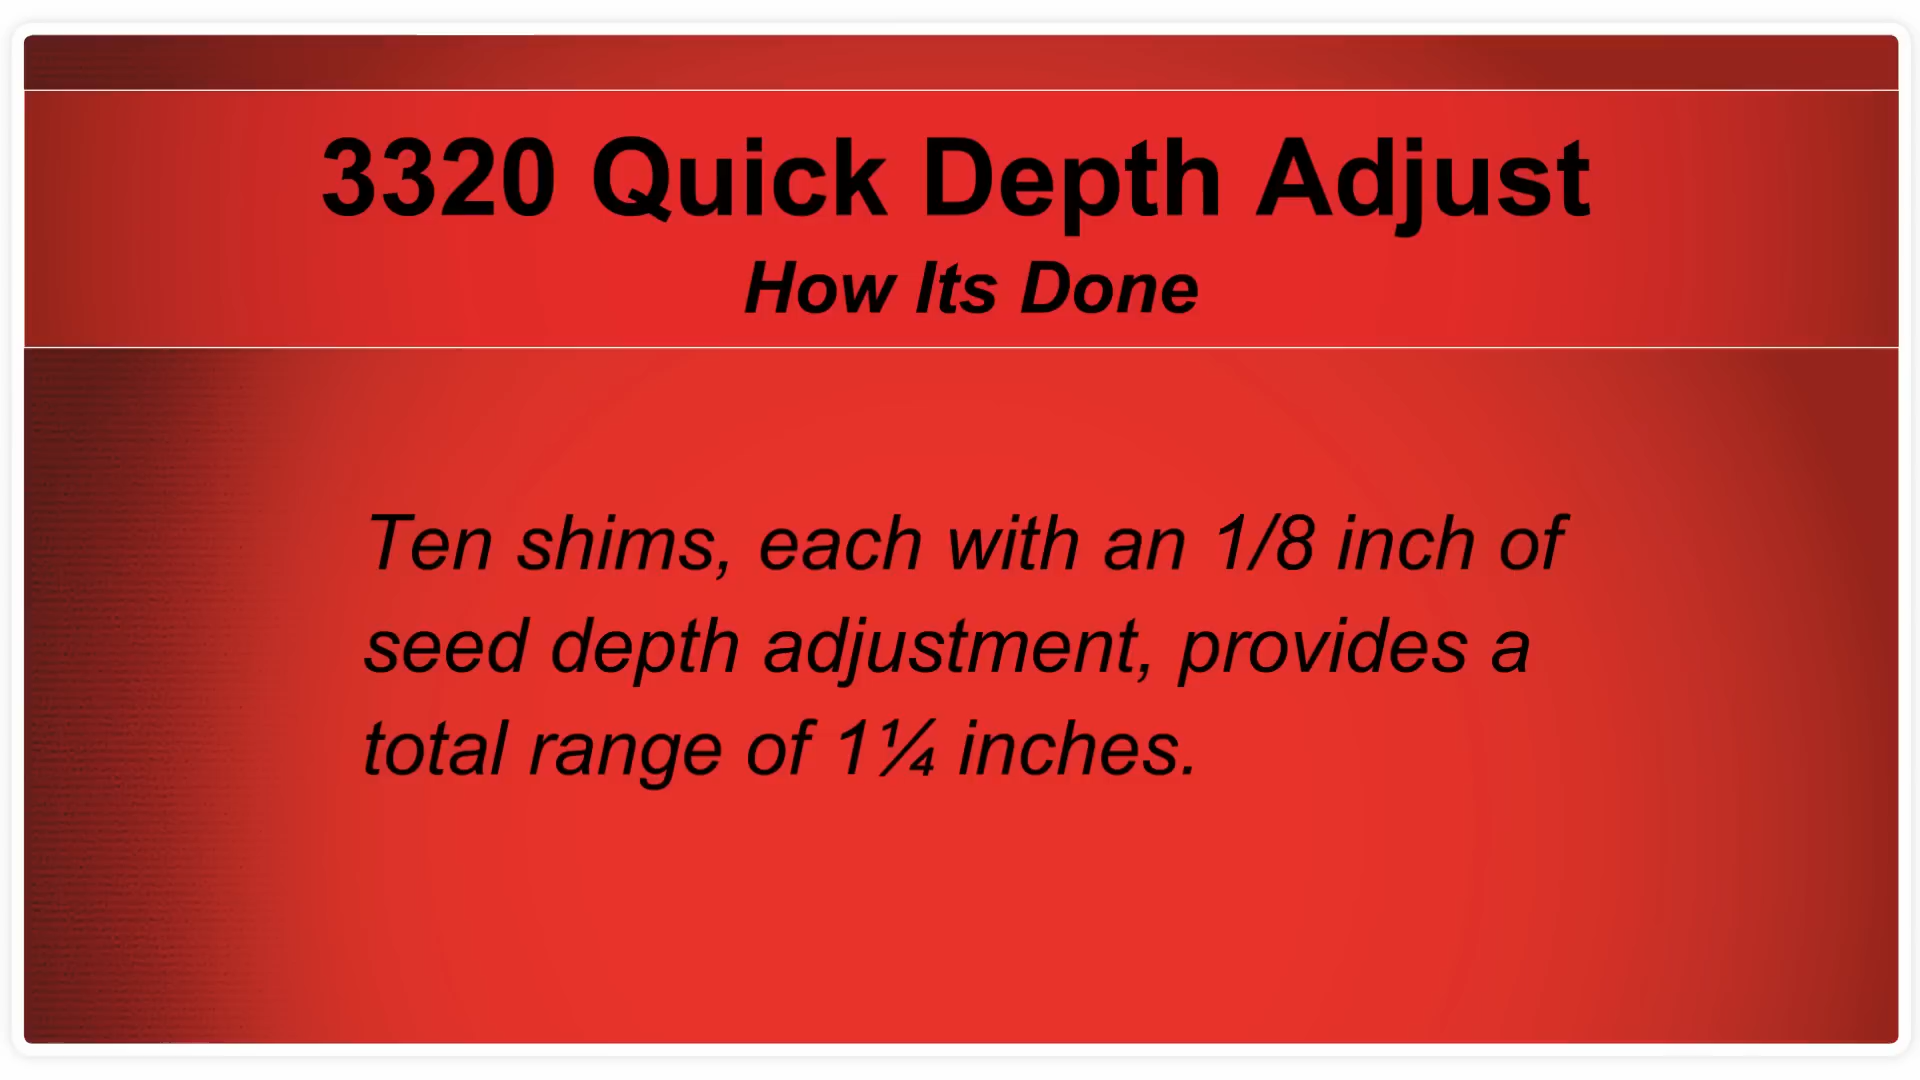 3320 Quick Depth Adjust
How Its Done
Ten shims, each with an 1/8 inch of
seed depth adjustment, provides a
total range of 1¼ inches.